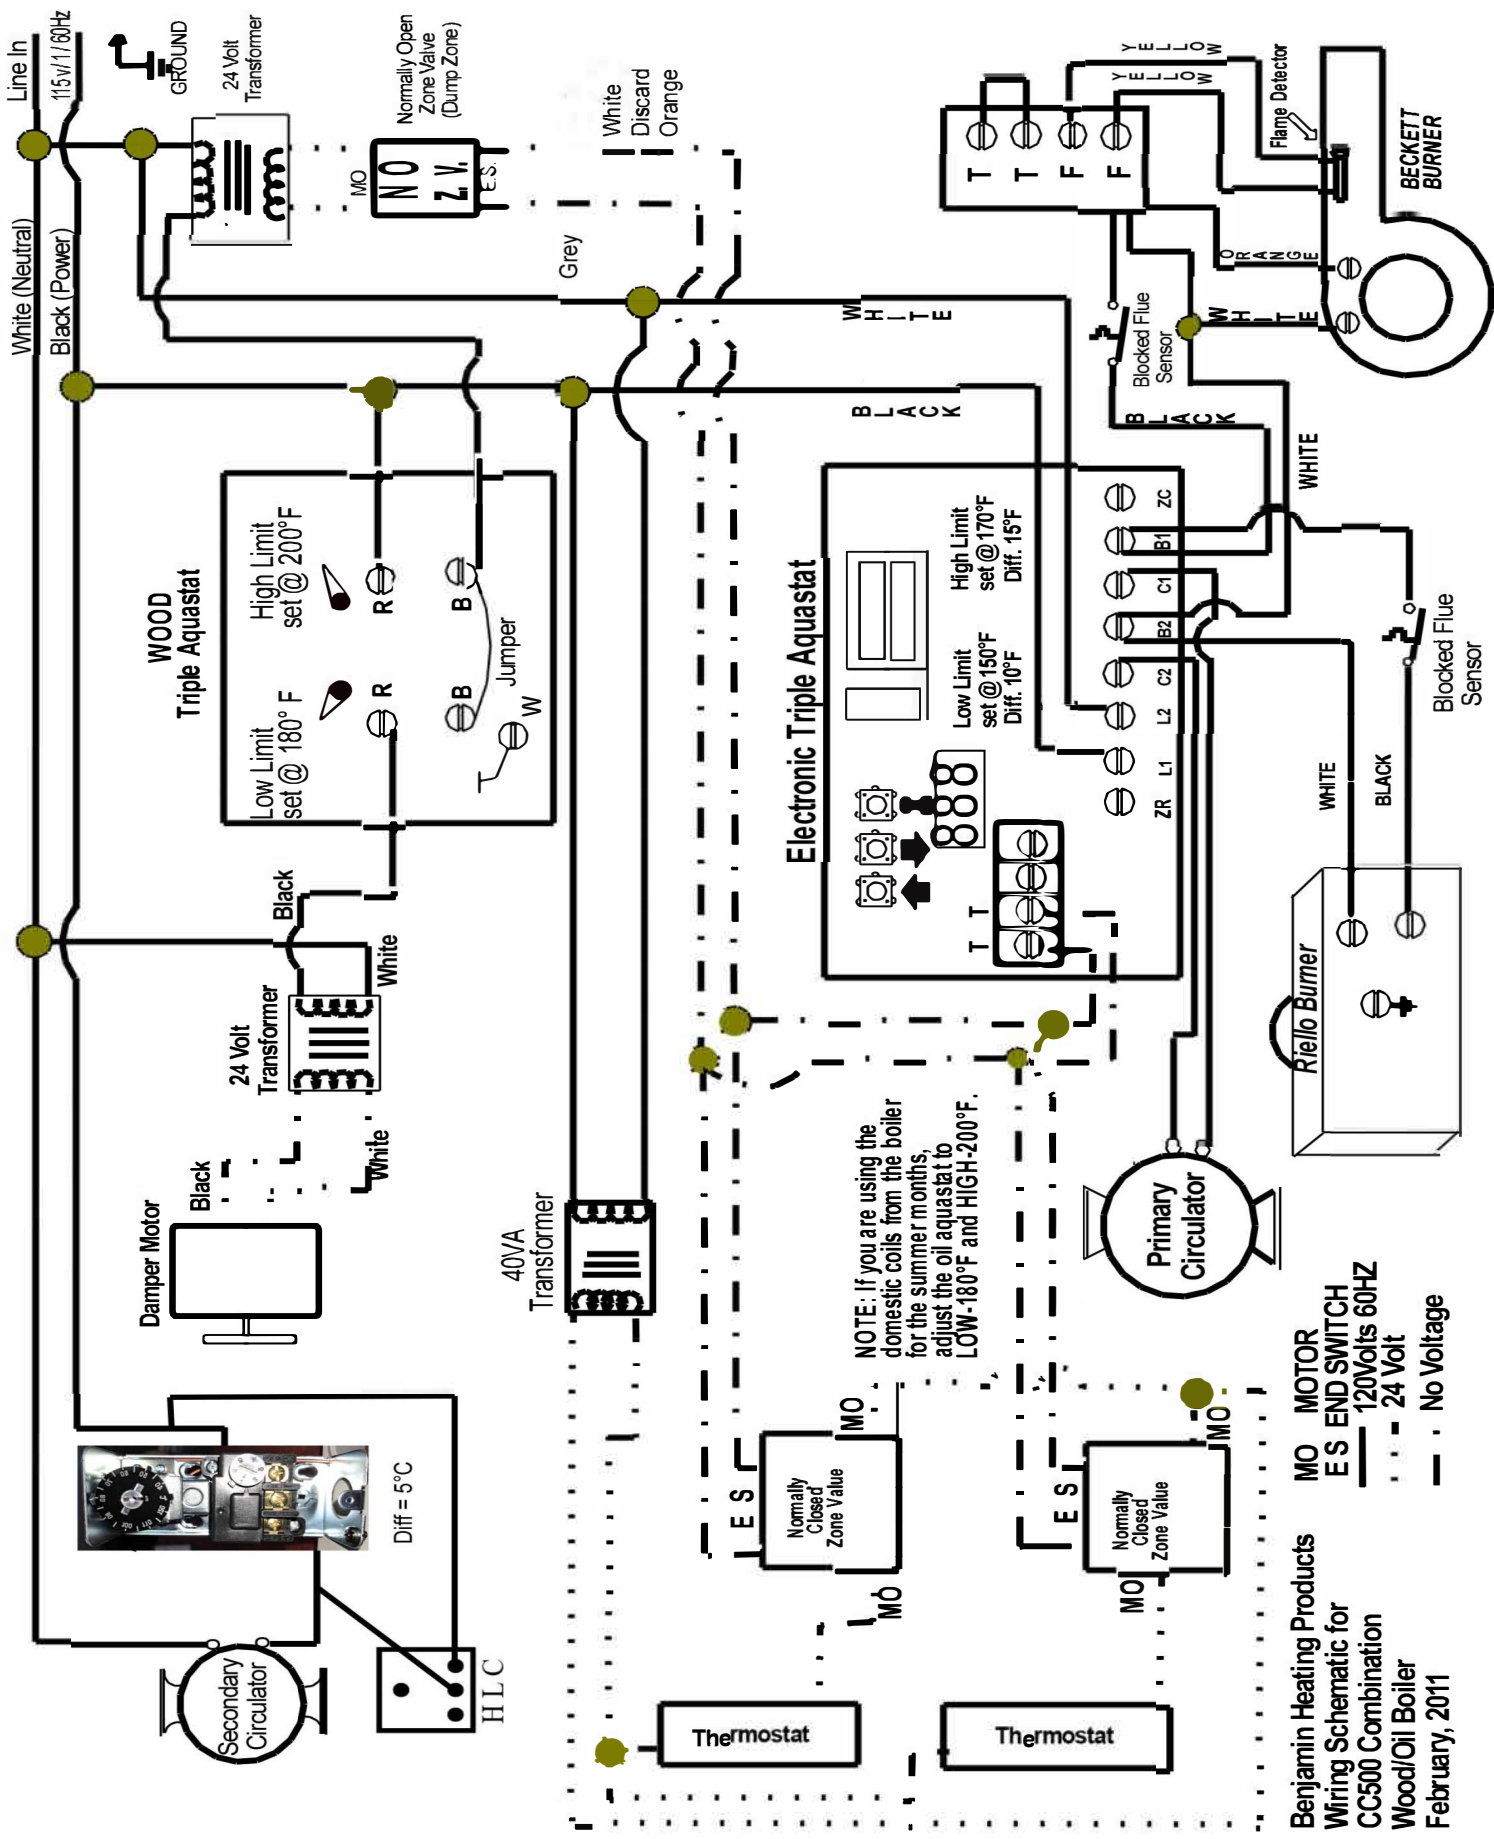 Line In
115 v / 1 / 60Hz
White (Neutral)
Black (Power)
GROUND
24 Volt
Transformer
Normally Open
Zone Valve
(Dump Zone)
MO
N O
Z. V.
E.S.
White
Discard
Orange
Grey
WHITE
BLACK
YELLOW
YELLOW
Flame Detector
T
T
F
F
BECKETT
BURNER
ORANGE
WHITE
Blocked Flue
Sensor
BLACK
WHITE
WOOD
Triple Aquastat
High Limit
set @ 200°F
Low Limit
set @ 180° F
R
R
B
B
Jumper
W
Black
White
24 Volt
Transformer
Black
White
Damper Motor
40VA
Transformer
Electronic Triple Aquastat
High Limit
set @ 170°F
Diff. 15°F
Low Limit
set @ 150°F
Diff. 10°F
888
T
T
ZC
B1
C1
B2
C2
L2
L1
ZR
Blocked Flue
Sensor
WHITE
BLACK
Riello Burner
Primary
Circulator
NOTE: If you are using the
domestic coils from the boiler
for the summer months,
adjust the oil aquastat to
LOW-180°F and HIGH-200°F.
Diff = 5°C
Secondary
Circulator
H L C
E S
Normally
Closed
Zone Value
MO
MO
E S
Normally
Closed
Zone Value
MO
MO
Thermostat
Thermostat
MO MOTOR
E S END SWITCH
120Volts 60HZ
24 Volt
No Voltage
Benjamin Heating Products
Wiring Schematic for
CC500 Combination
Wood/Oil Boiler
February, 2011